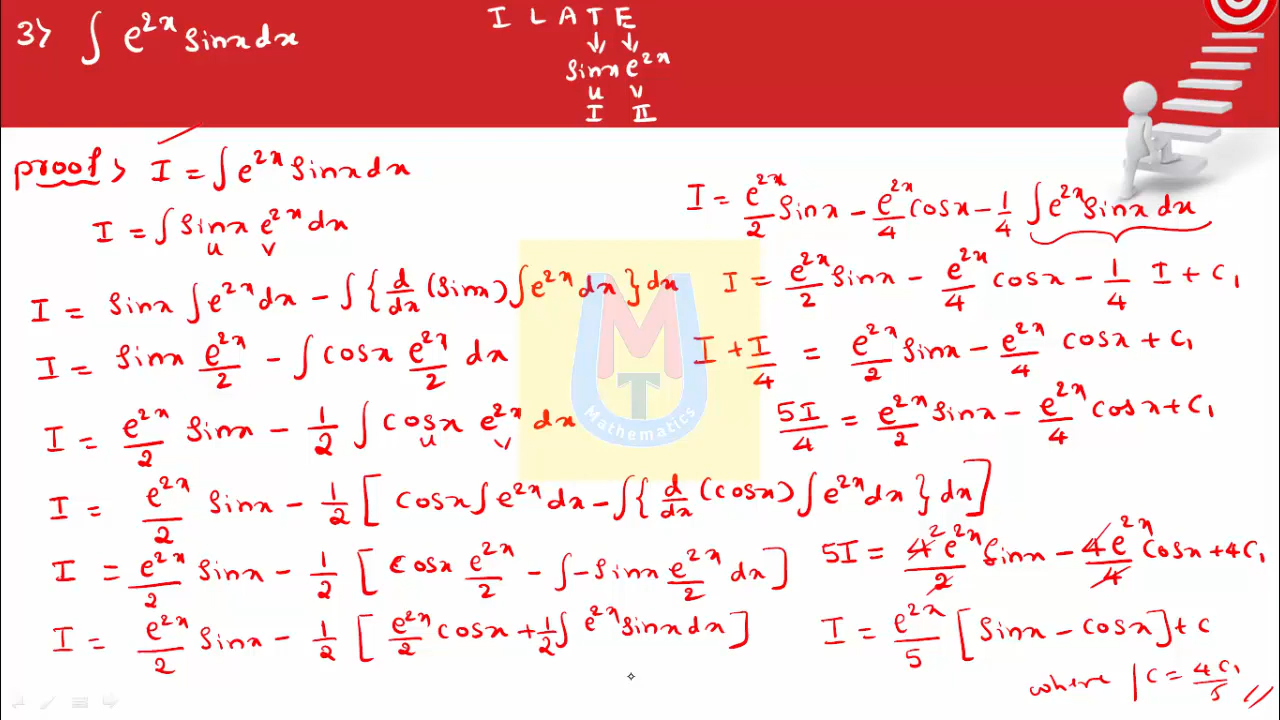 3> ∫ e^{2x} sinx dx
I L A T E
↓ ↓
sinx e^{2x}
u v
I II
proof > I = ∫ e^{2x} sinx dx
I = ∫ sinx e^{2x} dx
u v
I = sinx ∫ e^{2x} dx - ∫ { d/dx (sinx) ∫ e^{2x} dx } dx
I = sinx e^{2x}/2 - ∫ cosx e^{2x}/2 dx
I = e^{2x}/2 sinx - 1/2 ∫ cosx e^{2x} dx
u v
I = e^{2x}/2 sinx - 1/2 [ cosx ∫ e^{2x} dx - ∫ { d/dx (cosx) ∫ e^{2x} dx } dx ]
I = e^{2x}/2 sinx - 1/2 [ cosx e^{2x}/2 - ∫ -sinx e^{2x}/2 dx ]
I = e^{2x}/2 sinx - 1/2 [ e^{2x}/2 cosx + 1/2 ∫ e^{2x} sinx dx ]
I = e^{2x}/2 sinx - e^{2x}/4 cosx - 1/4 ∫ e^{2x} sinx dx
I = e^{2x}/2 sinx - e^{2x}/4 cosx - 1/4 I + C₁
I + I/4 = e^{2x}/2 sinx - e^{2x}/4 cosx + C₁
5I/4 = e^{2x}/2 sinx - e^{2x}/4 cosx + C₁
5I = 4² e^{2x}/2 sinx - 4e^{2x}/4 cosx + 4C₁
I = e^{2x}/5 [ sinx - cosx ] + C
where | C = 4C₁/5 //
UMT
Mathematics